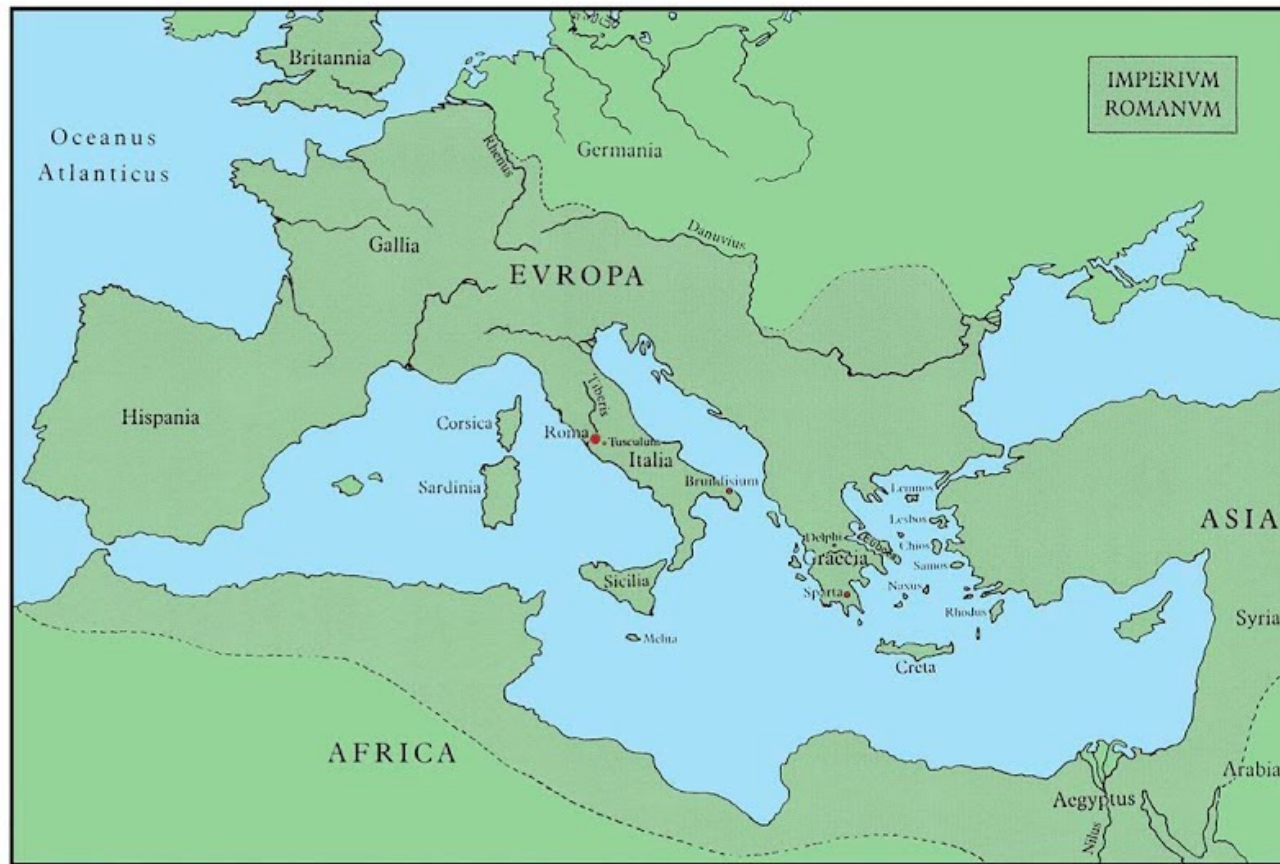 Britannia
IMPERIVM
ROMANVM
Oceanus
Atlanticus
Rhenus
Germania
Gallia
Danuvius
EVROPA
Hispania
Corsica
Tiberis
Roma
Tusculum
Italia
Sardinia
Brundisium
Lemnos
Lesbos
ASIA
Delphi
Euboea
Chios
Graecia
Samos
Sicilia
Sparta
Naxus
Rhodus
Syria
Melita
Creta
AFRICA
Arabia
Aegyptus
Nilus